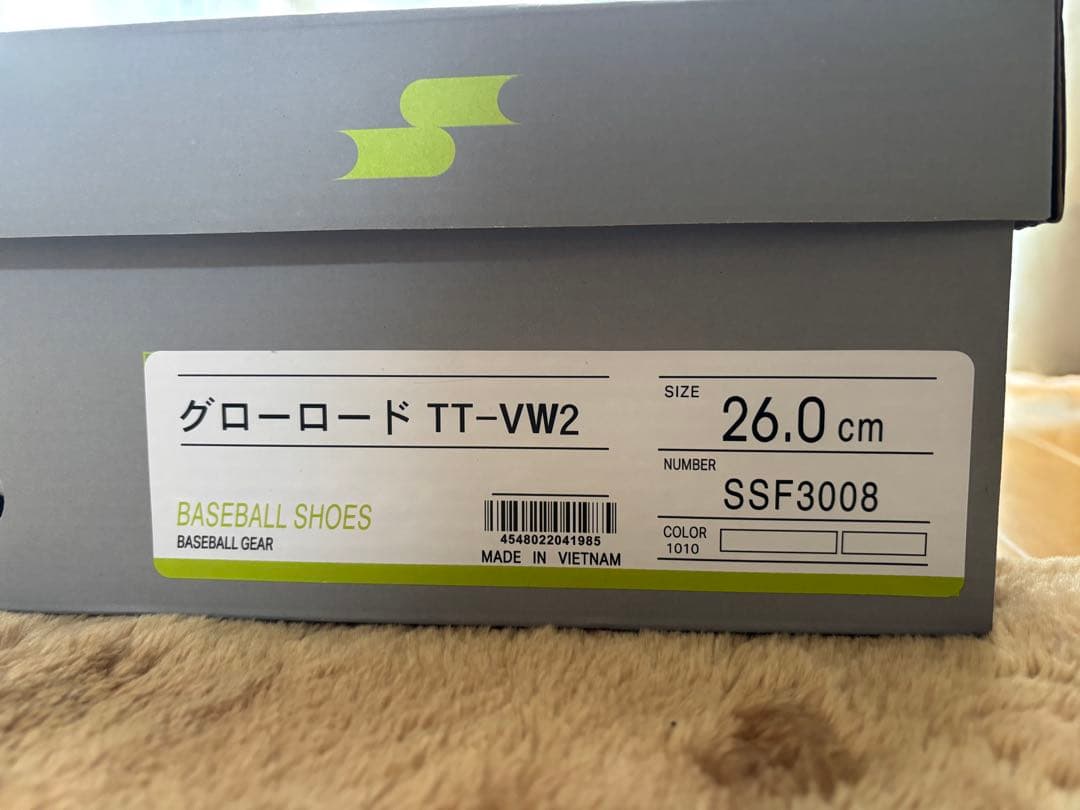 グローロード TT-VW2
BASEBALL SHOES
BASEBALL GEAR
4548022041985
MADE IN VIETNAM
SIZE
26.0 cm
NUMBER
SSF3008
COLOR
1010